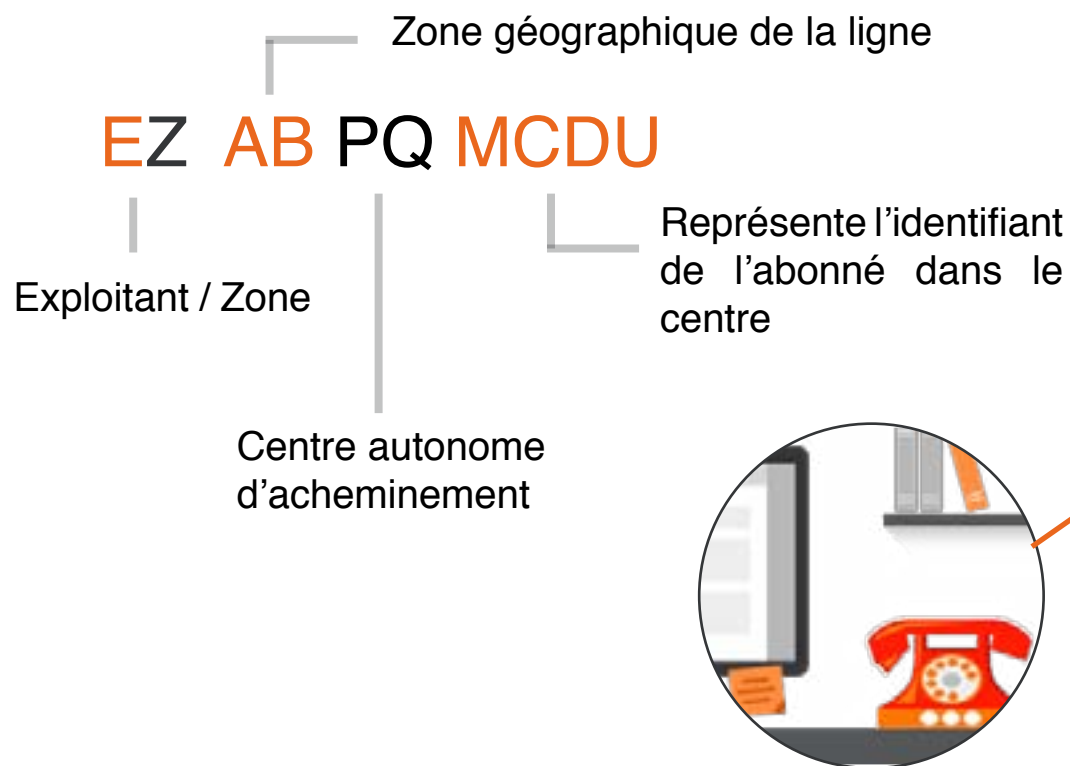 Zone géographique de la ligne
EZ AB PQ MCDU
Représente l’identifiant
de l’abonné dans le
centre
Exploitant / Zone
Centre autonome
d’acheminement